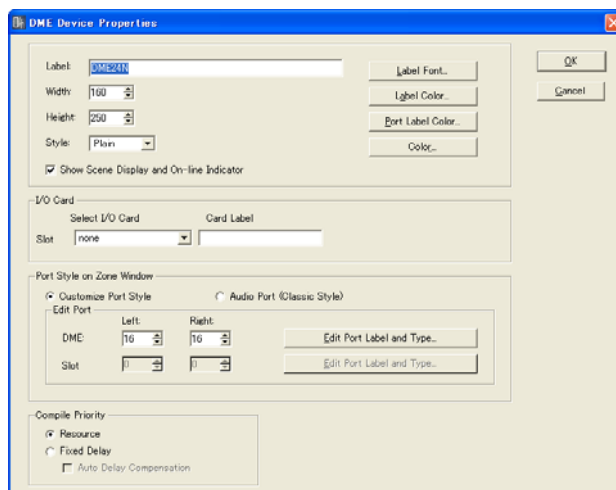 DME Device Properties
Label: DME24N
Label Font...
OK
Width: 160
Label Color...
Cancel
Height: 250
Port Label Color...
Style: Plain
Color...
Show Scene Display and On-line Indicator
I/O Card
Select I/O Card Card Label
Slot none
Port Style on Zone Window
Customize Port Style Audio Port (Classic Style)
Edit Port
Left: Right:
DME: 16 16 Edit Port Label and Type...
Slot 0 0 Edit Port Label and Type...
Compile Priority
Resource
Fixed Delay
Auto Delay Compensation